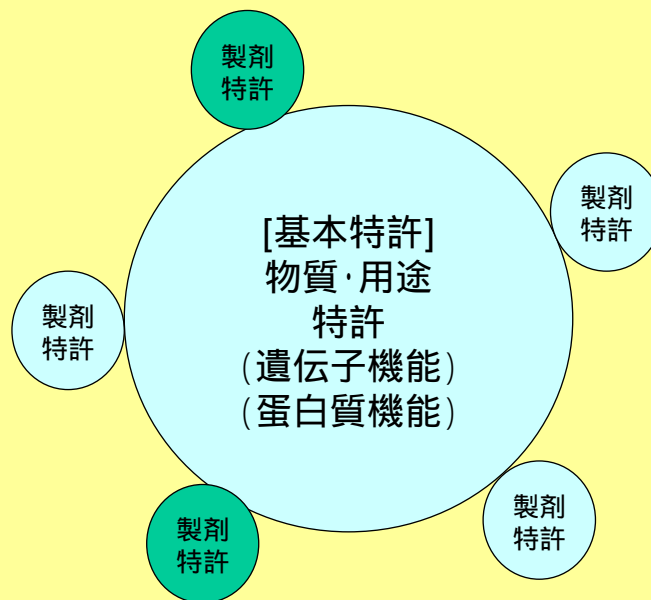 製剤
特許
製剤
特許
[基本特許]
物質·用途
特許
(遺伝子機能)
(蛋白質機能)
製剤
特許
製剤
特許
製剤
特許